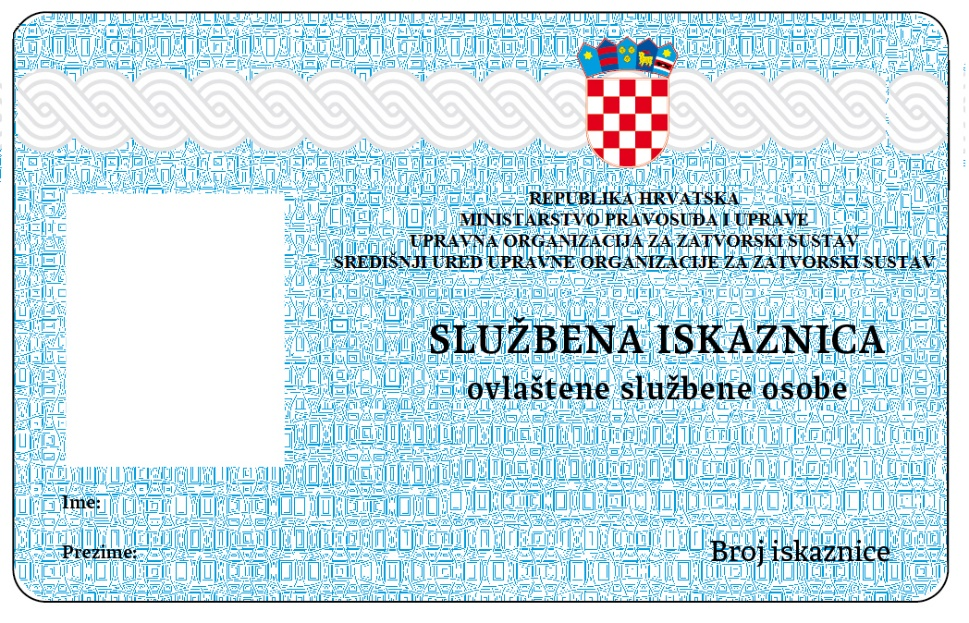 REPUBLIKA HRVATSKA
MINISTARSTVO PRAVOSUĐA I UPRAVE
UPRAVNA ORGANIZACIJA ZA ZATVORSKI SUSTAV
SREDIŠNJI URED UPRAVNE ORGANIZACIJE ZA ZATVORSKI SUSTAV
SLUŽBENA ISKAZNICA
ovlaštene službene osobe
Ime:
Prezime:
Broj iskaznice